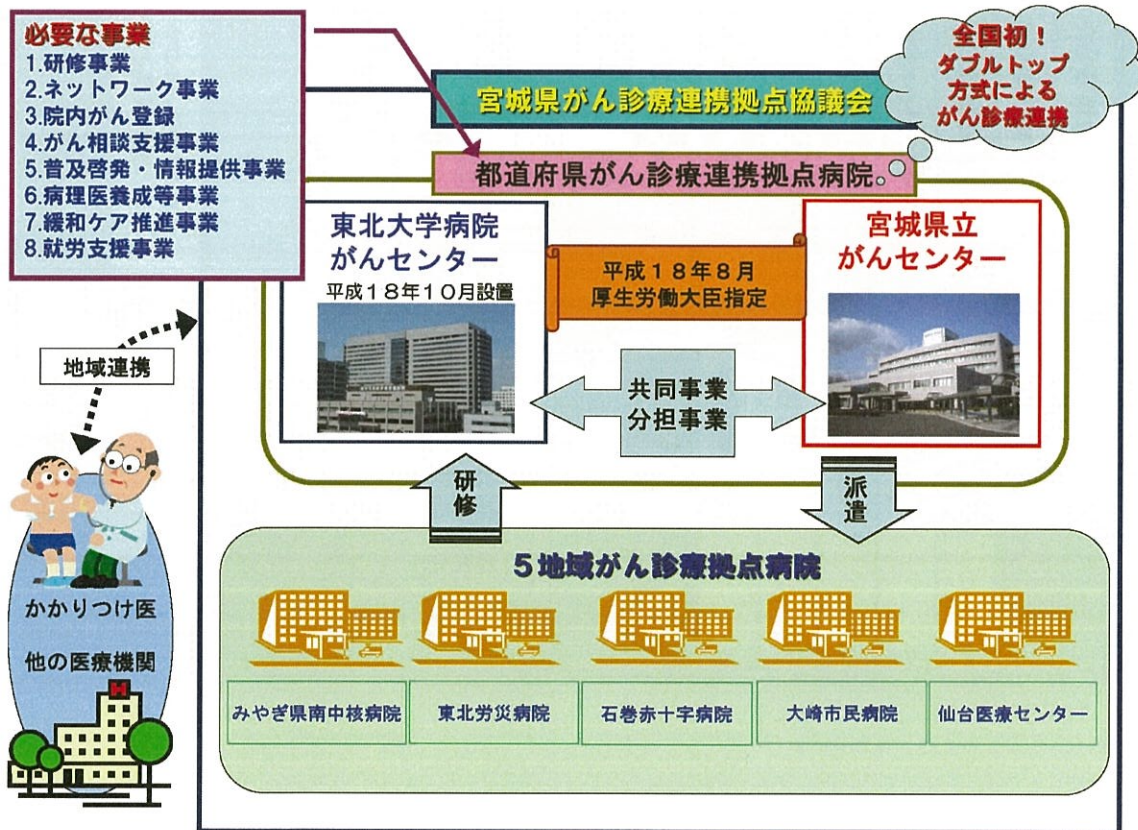 必要な事業
1.研修事業
2.ネットワーク事業
3.院内がん登録
4.がん相談支援事業
5.普及啓発・情報提供事業
6.病理医養成等事業
7.緩和ケア推進事業
8.就労支援事業
全国初！
ダブルトップ
方式による
がん診療連携
宮城県がん診療連携拠点協議会
都道府県がん診療連携拠点病院
東北大学病院
がんセンター
平成１８年１０月設置
平成１８年８月
厚生労働大臣指定
宮城県立
がんセンター
共同事業
分担事業
地域連携
研修
派遣
かかりつけ医
他の医療機関
H
５地域がん診療拠点病院
みやぎ県南中核病院
東北労災病院
石巻赤十字病院
大崎市民病院
仙台医療センター